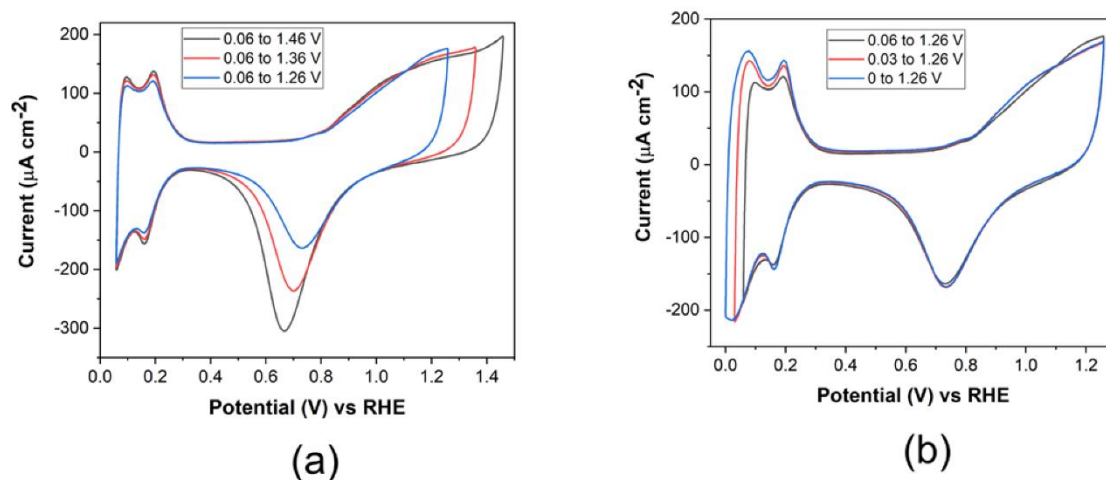 200
100
0
-100
-200
-300
Current (μA cm-2)
0.06 to 1.46 V
0.06 to 1.36 V
0.06 to 1.26 V
0.0 0.2 0.4 0.6 0.8 1.0 1.2 1.4
Potential (V) vs RHE
(a)
200
100
0
-100
-200
Current (μA cm-2)
0.06 to 1.26 V
0.03 to 1.26 V
0 to 1.26 V
0.0 0.2 0.4 0.6 0.8 1.0 1.2
Potential (V) vs RHE
(b)